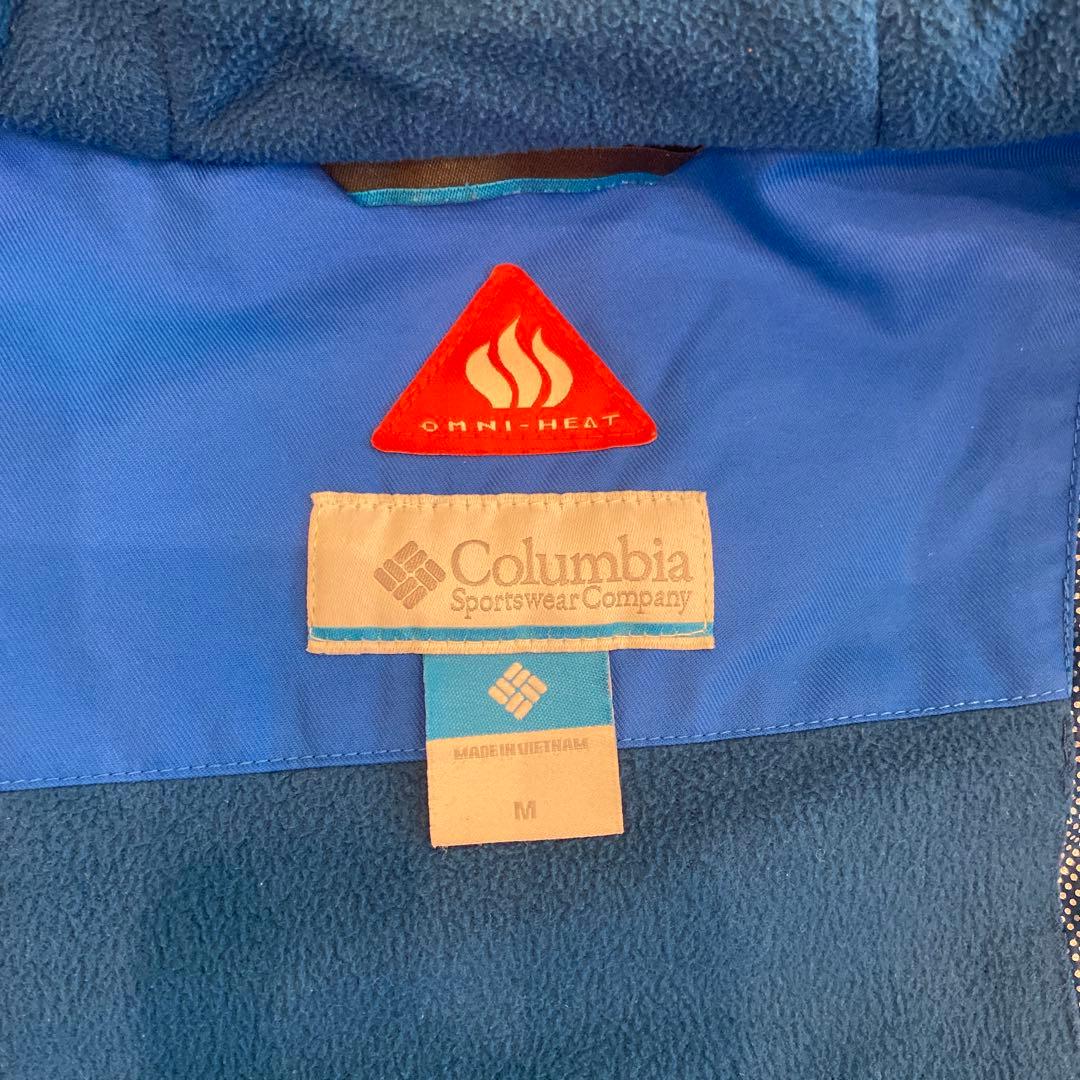 OMNI-HEAT
Columbia
Sportswear Company
MADE IN VIETNAM
M